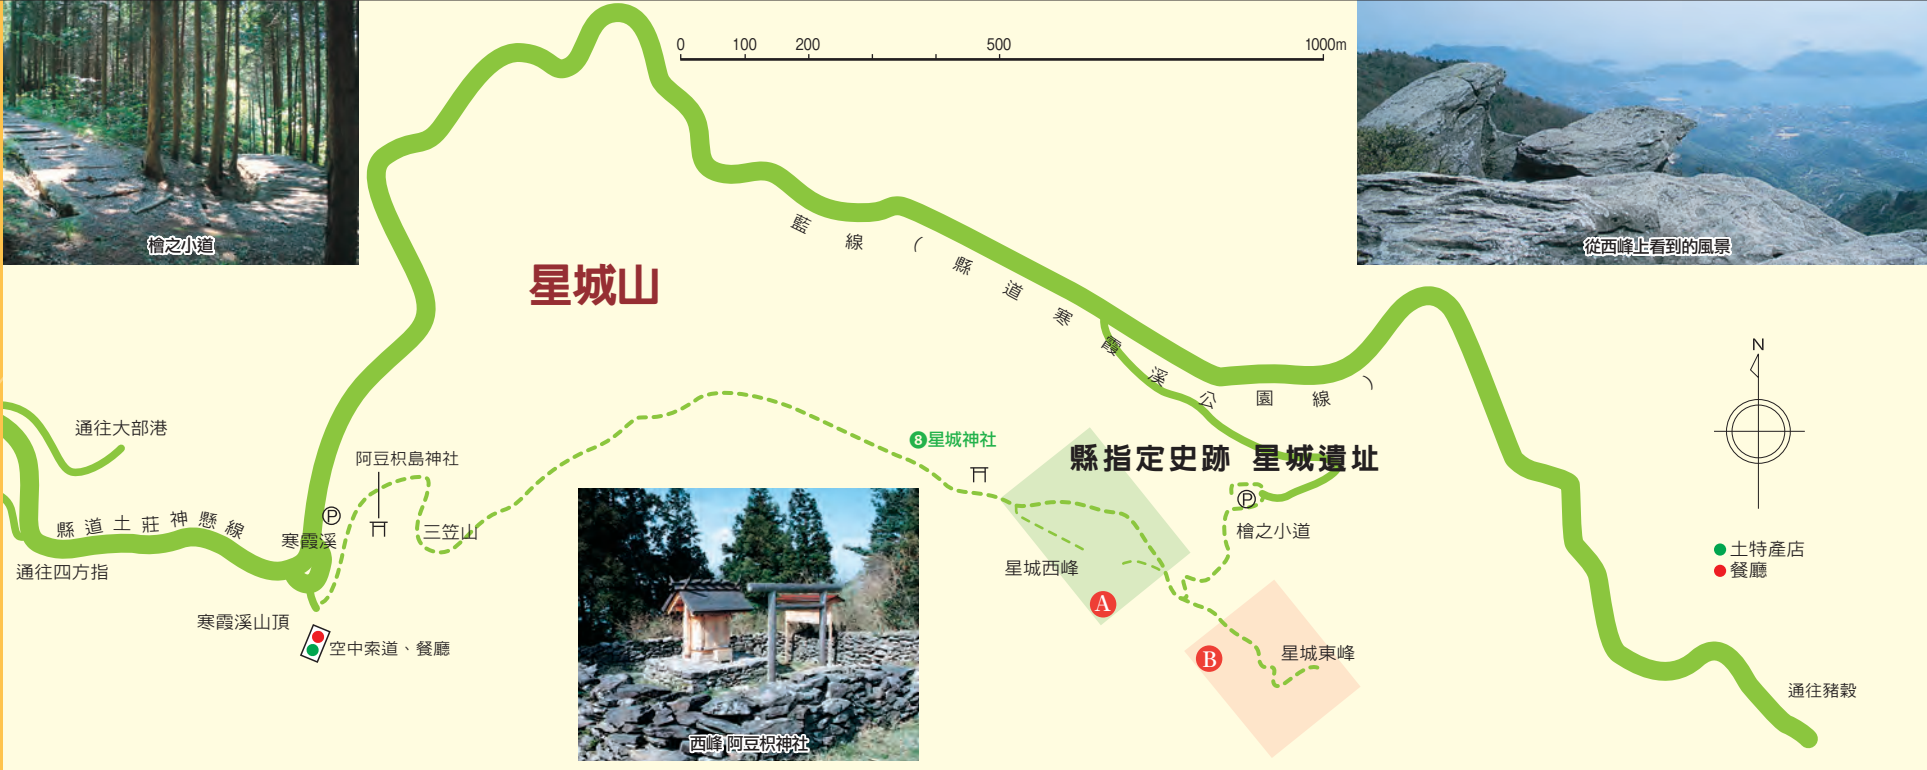 0 100 200 500 1000m
檜之小道
從西峰上看到的風景
星城山
藍線(縣道寒霞溪公園線)
N
通往大部港
阿豆枳島神社
8 星城神社
縣指定史跡 星城遺址
P
P
縣道土莊神懸線
寒霞溪
三笠山
檜之小道
通往四方指
星城西峰
土特產店
餐廳
A
寒霞溪山頂
空中索道、餐廳
B
星城東峰
通往豬穀
西峰 阿豆枳神社